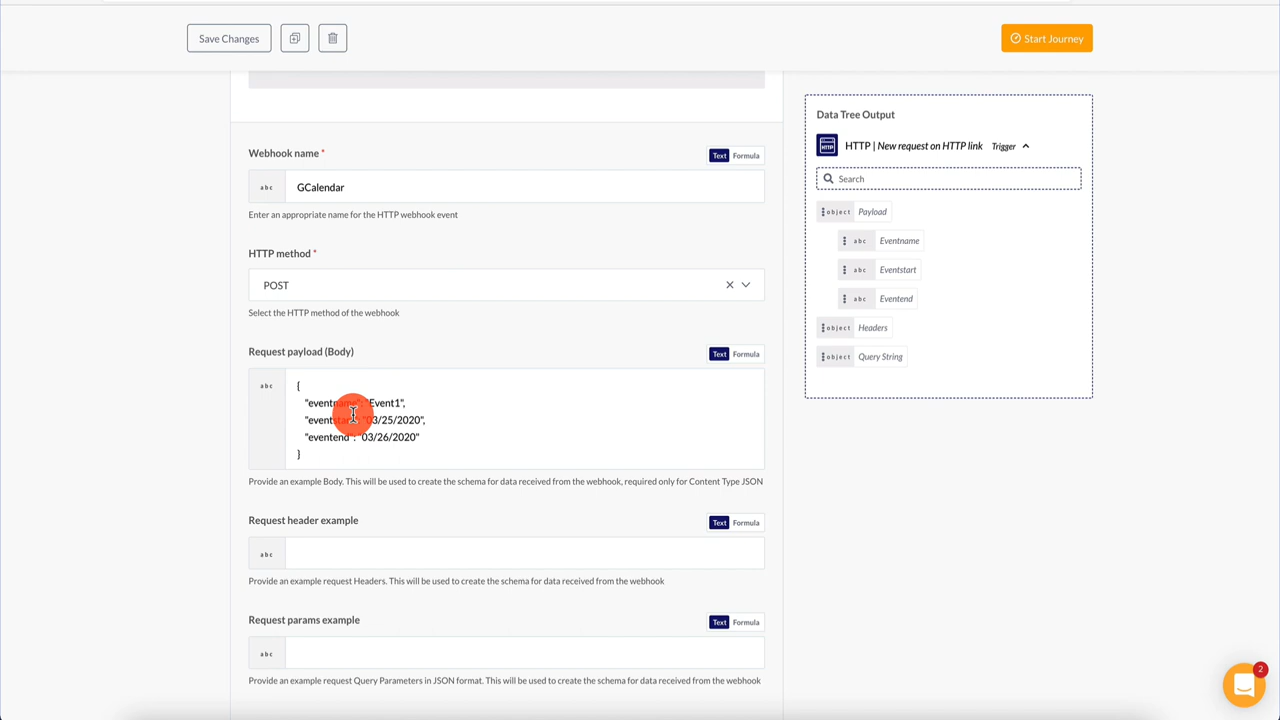 Save Changes
Start Journey
Data Tree Output
HTTP | New request on HTTP link Trigger
Search
Payload
Eventname
Eventstart
Eventend
Headers
Query String
Webhook name *
Text Formula
abc GCalendar
Enter an appropriate name for the HTTP webhook event
HTTP method *
POST
Select the HTTP method of the webhook
Request payload (Body)
Text Formula
abc {
"eventname": "Event1",
"eventstart": "03/25/2020",
"eventend": "03/26/2020"
}
Provide an example Body. This will be used to create the schema for data received from the webhook, required only for Content Type JSON
Request header example
Text Formula
abc
Provide an example request Headers. This will be used to create the schema for data received from the webhook
Request params example
Text Formula
abc
Provide an example request Query Parameters in JSON format. This will be used to create the schema for data received from the webhook
2